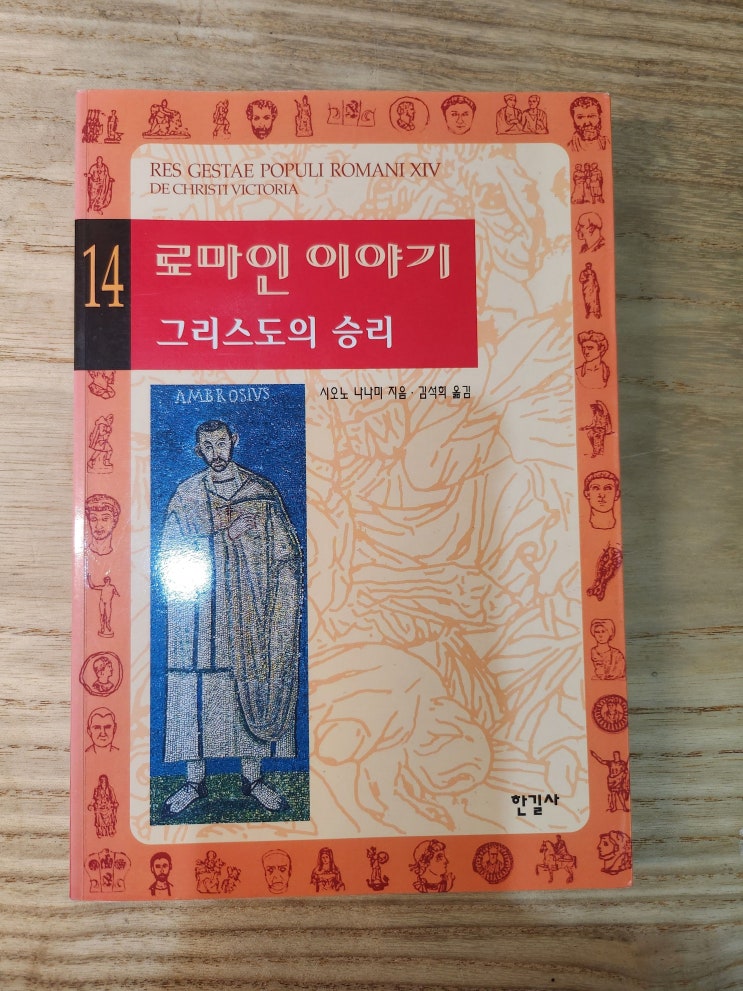 RES GESTAE POPULI ROMANI XIV
DE CHRISTI VICTORIA
14
로마인 이야기
그리스도의 승리
시오노 나나미 지음·김석희 옮김
AMBROSIVS
한길사